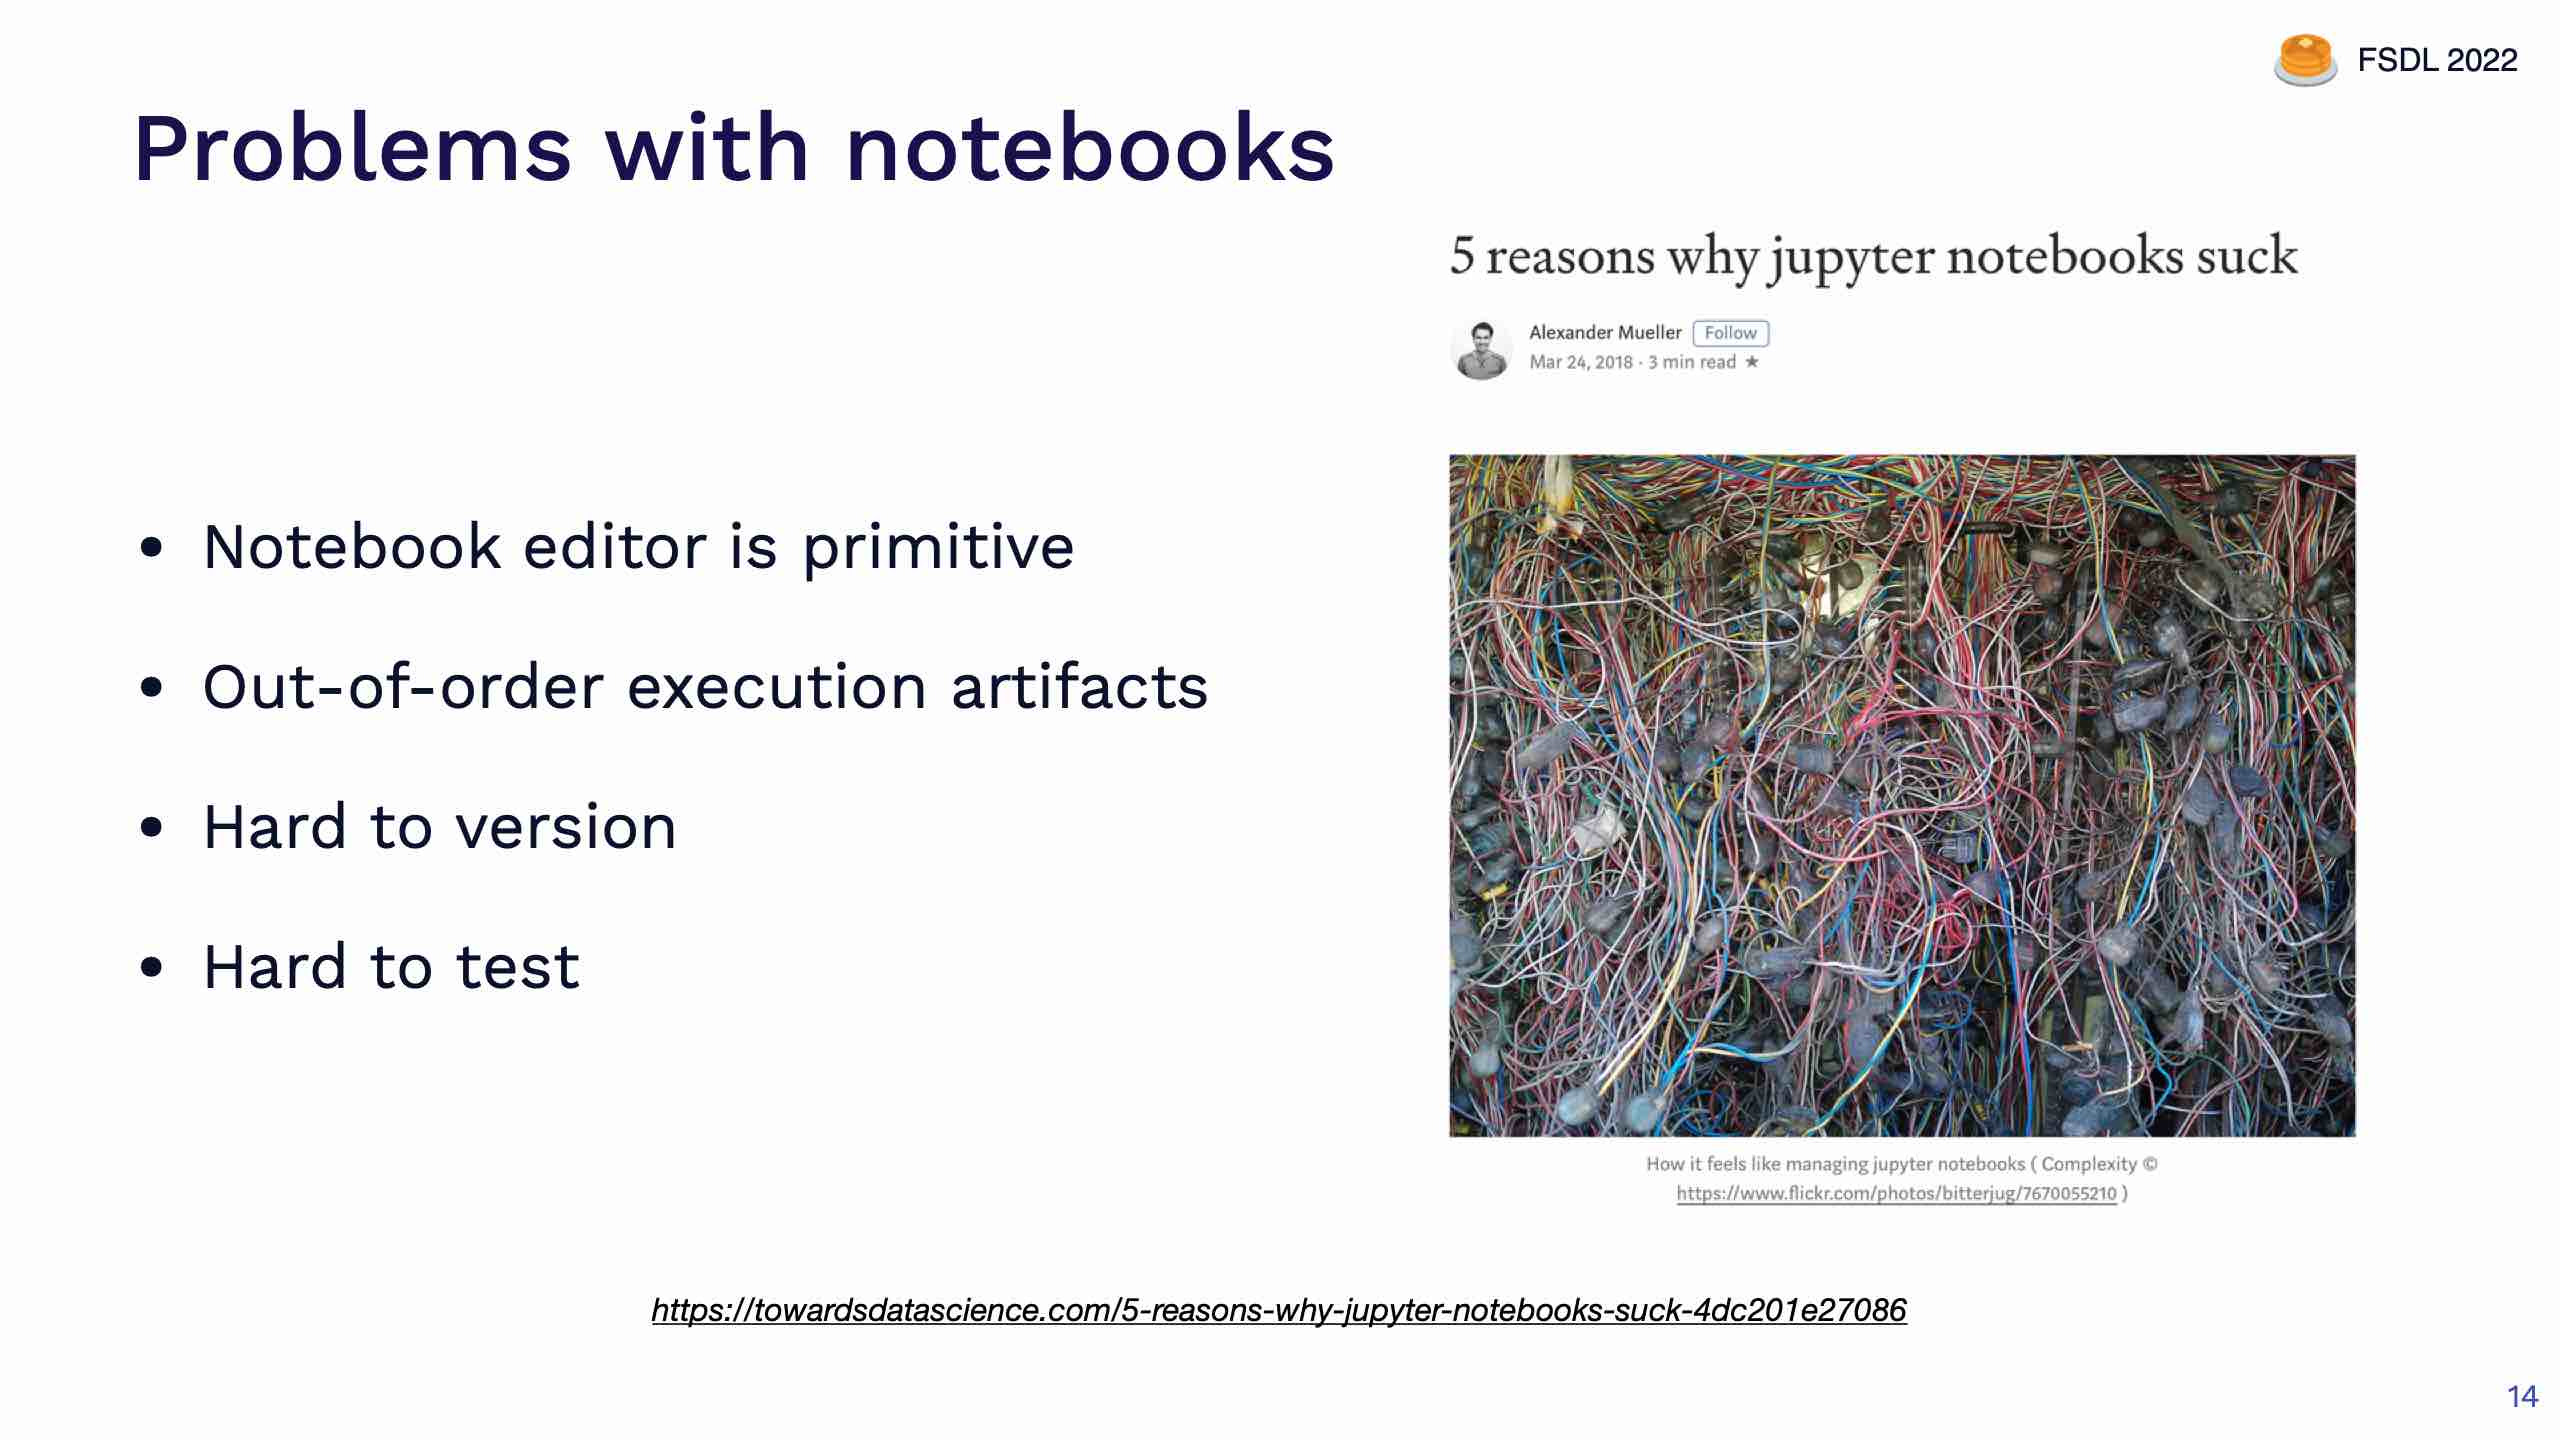 FSDL 2022
Problems with notebooks
5 reasons why jupyter notebooks suck
Alexander Mueller Follow
Mar 24, 2018 · 3 min read ★
• Notebook editor is primitive
• Out-of-order execution artifacts
• Hard to version
• Hard to test
How it feels like managing jupyter notebooks ( Complexity ©
https://www.flickr.com/photos/bitterjug/7670055210 )
https://towardsdatascience.com/5-reasons-why-jupyter-notebooks-suck-4dc201e27086
14